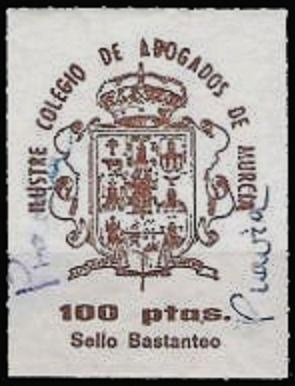 ILUSTRE COLEGIO DE ABOGADOS DE MURCIA
100 ptas.
Sello Bastanteo